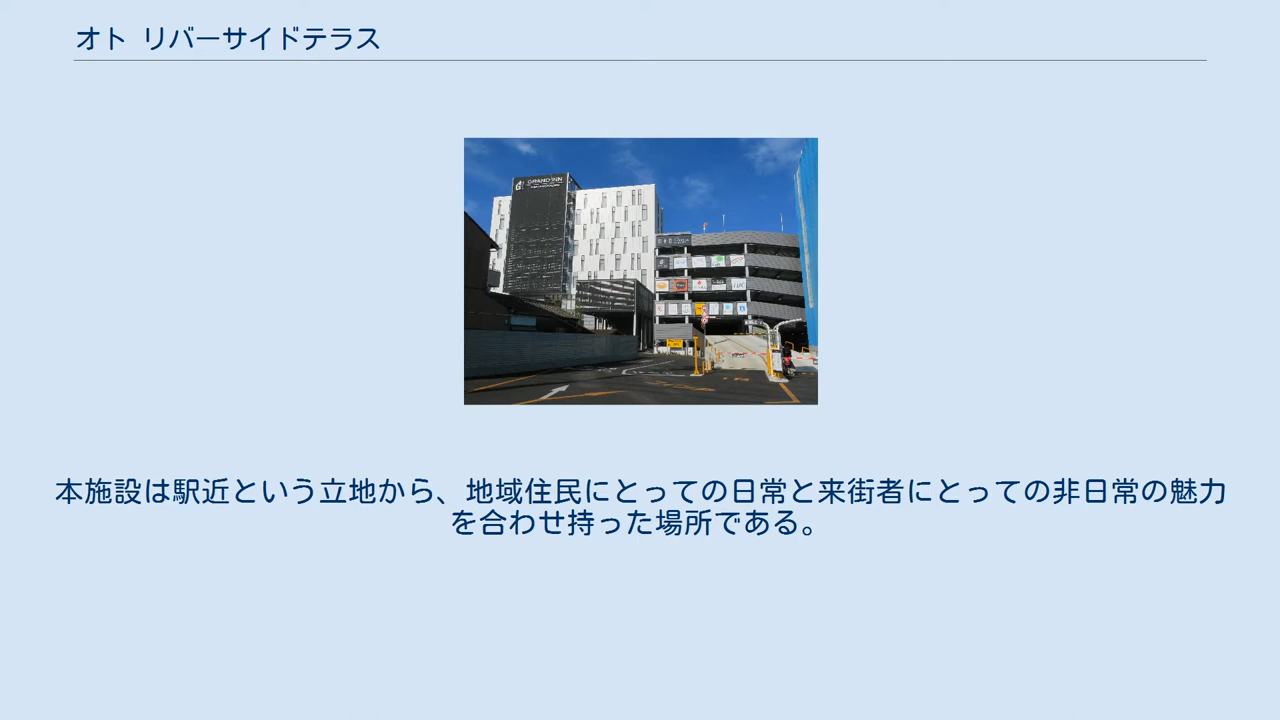 オト リバーサイドテラス
GRAND INN
本施設は駅近という立地から、地域住民にとっての日常と来街者にとっての非日常の魅力
を合わせ持った場所である。